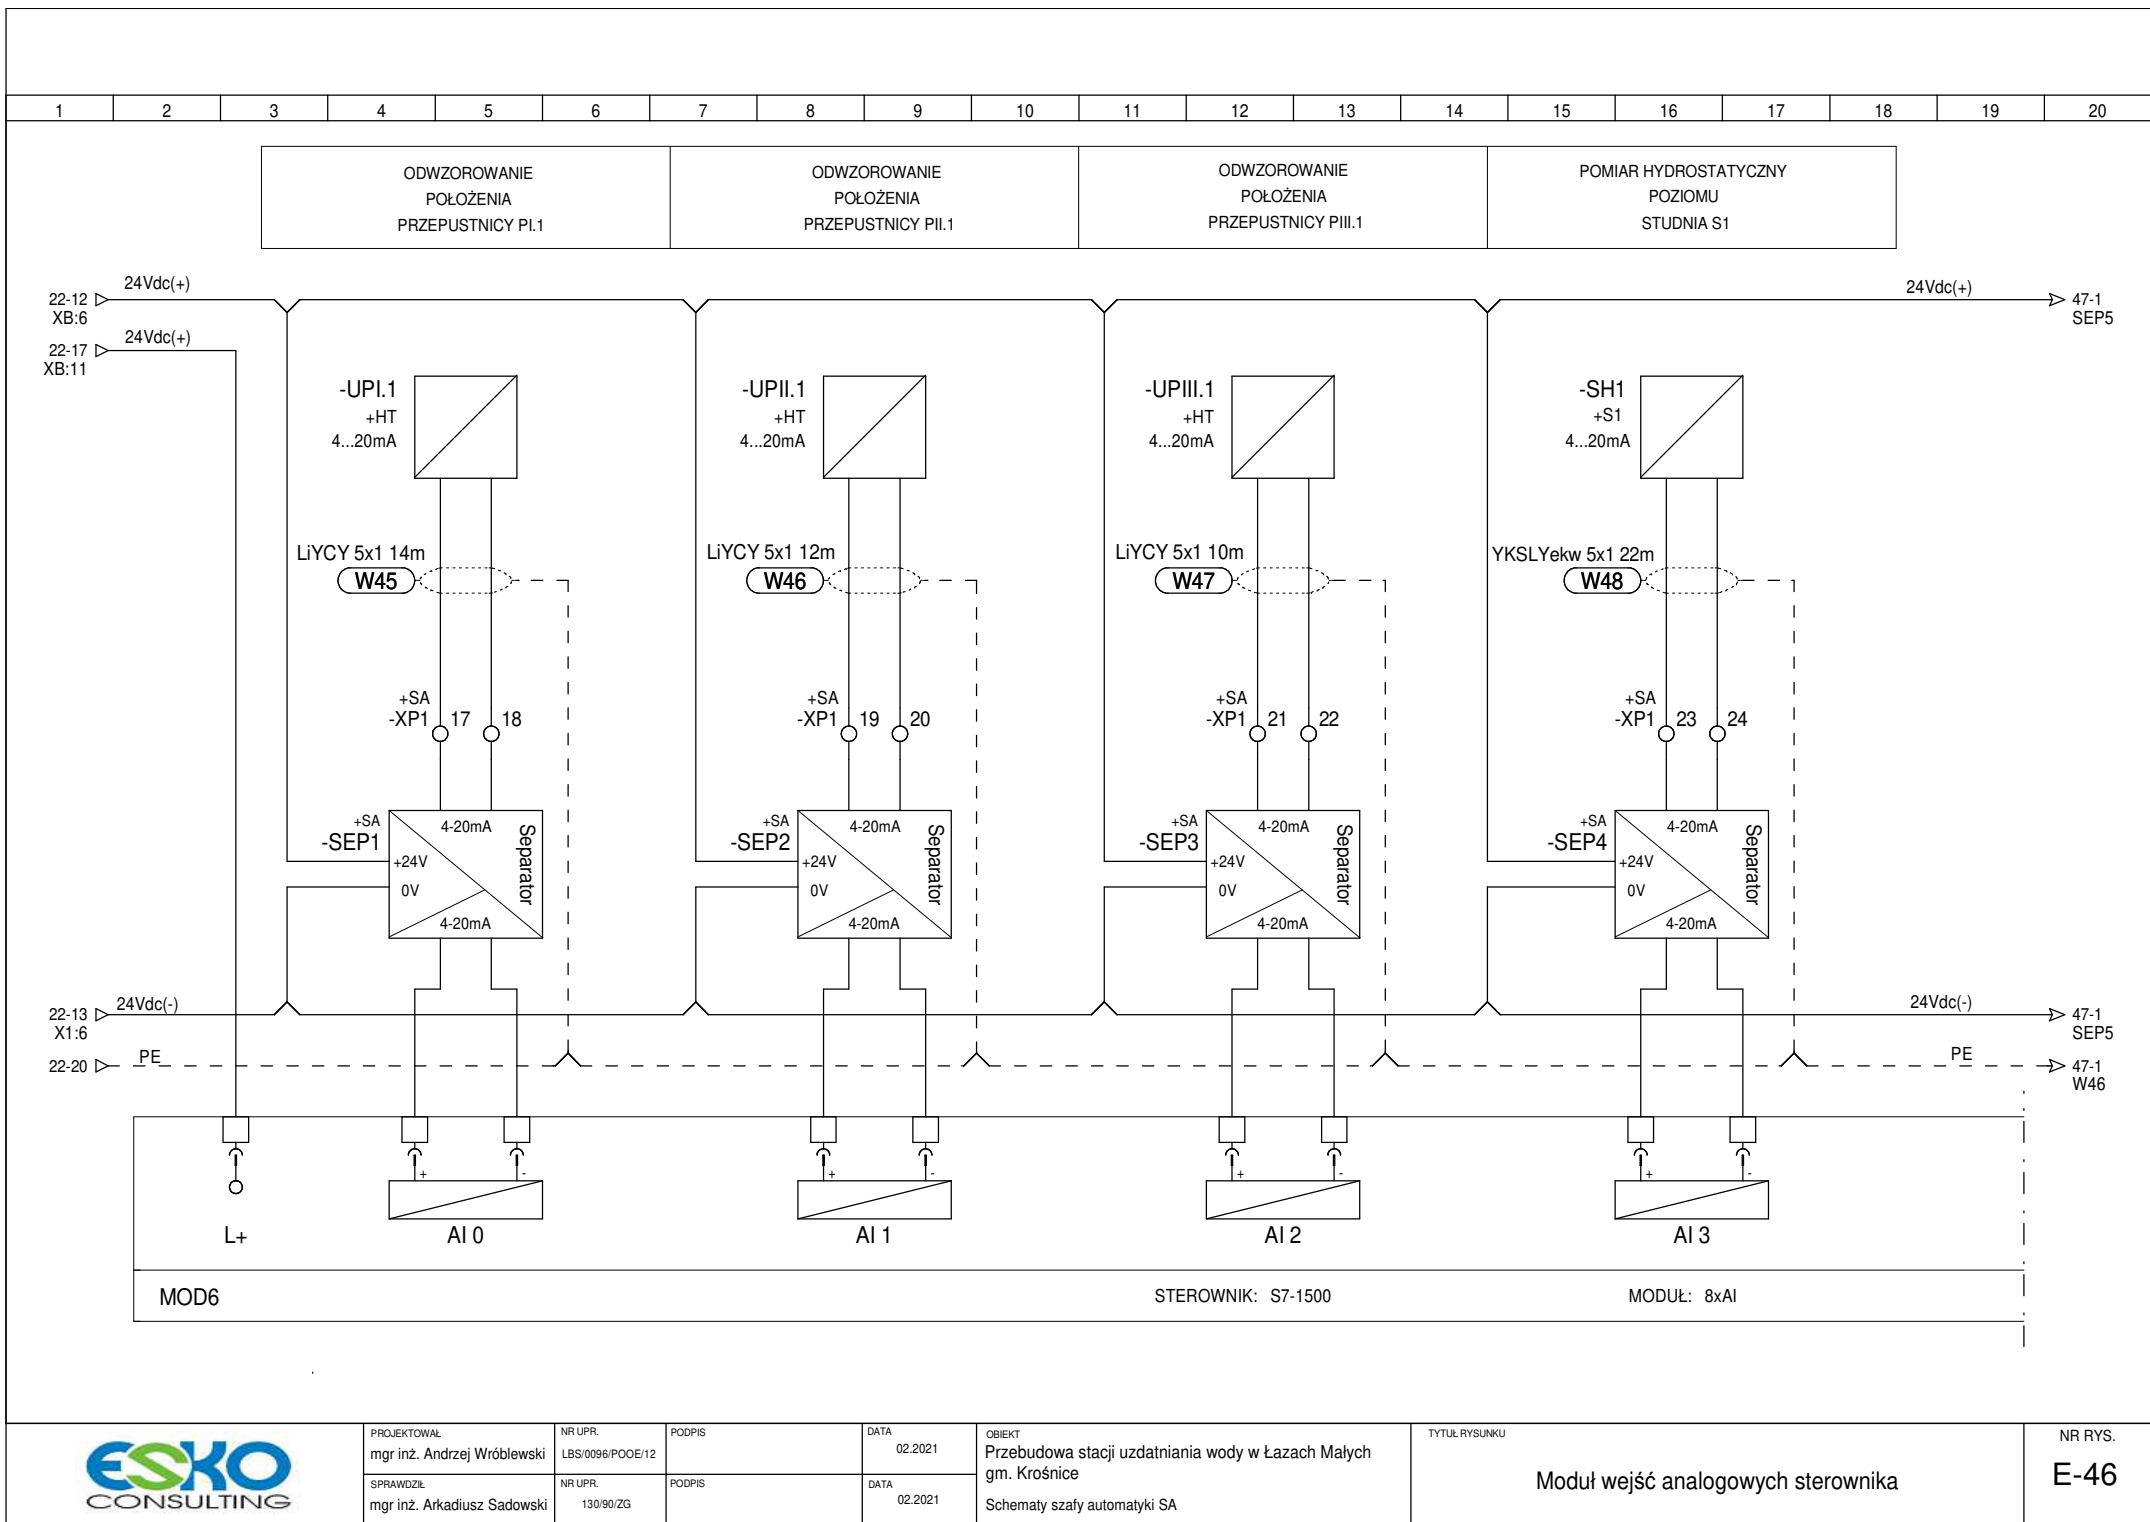 1 2 3 4 5 6 7 8 9 10 11 12 13 14 15 16 17 18 19 20
ODWZOROWANIE
POŁOŻENIA
PRZEPUSTNICY PI.1
ODWZOROWANIE
POŁOŻENIA
PRZEPUSTNICY PII.1
ODWZOROWANIE
POŁOŻENIA
PRZEPUSTNICY PIII.1
POMIAR HYDROSTATYCZNY
POZIOMU
STUDNIA S1
22-12 24Vdc(+) 24Vdc(+) 47-1
XB:6 SEP5
22-17 24Vdc(+)
XB:11
-UPI.1
+HT
4...20mA
-UPII.1
+HT
4...20mA
-UPIII.1
+HT
4...20mA
-SH1
+S1
4...20mA
LiYCY 5x1 14m
W45
LiYCY 5x1 12m
W46
LiYCY 5x1 10m
W47
YKSLYekw 5x1 22m
W48
+SA
-XP1 17 18
+SA
-XP1 19 20
+SA
-XP1 21 22
+SA
-XP1 23 24
+SA
-SEP1
4-20mA
Separator
+24V
0V
4-20mA
+SA
-SEP2
4-20mA
Separator
+24V
0V
4-20mA
+SA
-SEP3
4-20mA
Separator
+24V
0V
4-20mA
+SA
-SEP4
4-20mA
Separator
+24V
0V
4-20mA
22-13 24Vdc(-) 24Vdc(-) 47-1
X1:6 SEP5
22-20 PE PE 47-1
W46
+ - + - + - + -
L+ AI 0 AI 1 AI 2 AI 3
MOD6 STEROWNIK: S7-1500 MODUŁ: 8xAI
ESKO
CONSULTING
PROJEKTOWAŁ
mgr inż. Andrzej Wróblewski
NR UPR.
LBS/0096/POOE/12
PODPIS
DATA
02.2021
SPRAWDZIŁ
mgr inż. Arkadiusz Sadowski
NR UPR.
130/90/ZG
PODPIS
DATA
02.2021
OBIEKT
Przebudowa stacji uzdatniania wody w Łazach Małych
gm. Krośnice
Schematy szafy automatyki SA
TYTUŁ RYSUNKU
Moduł wejść analogowych sterownika
NR RYS.
E-46